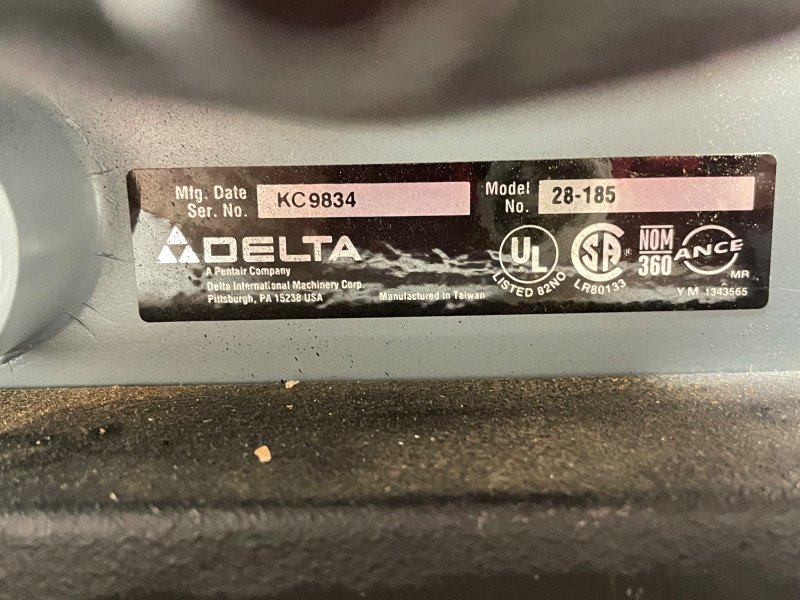 Mfg. Date
Ser. No.
KC9834
Model
No.
28-185
DELTA
A Pentair Company
Delta International Machinery Corp.
Pittsburgh, PA 15238 USA
Manufactured in Taiwan
UL
LISTED 82NO
SA
LR80133
NOM
360
ANCE
MR
Y M 1343565